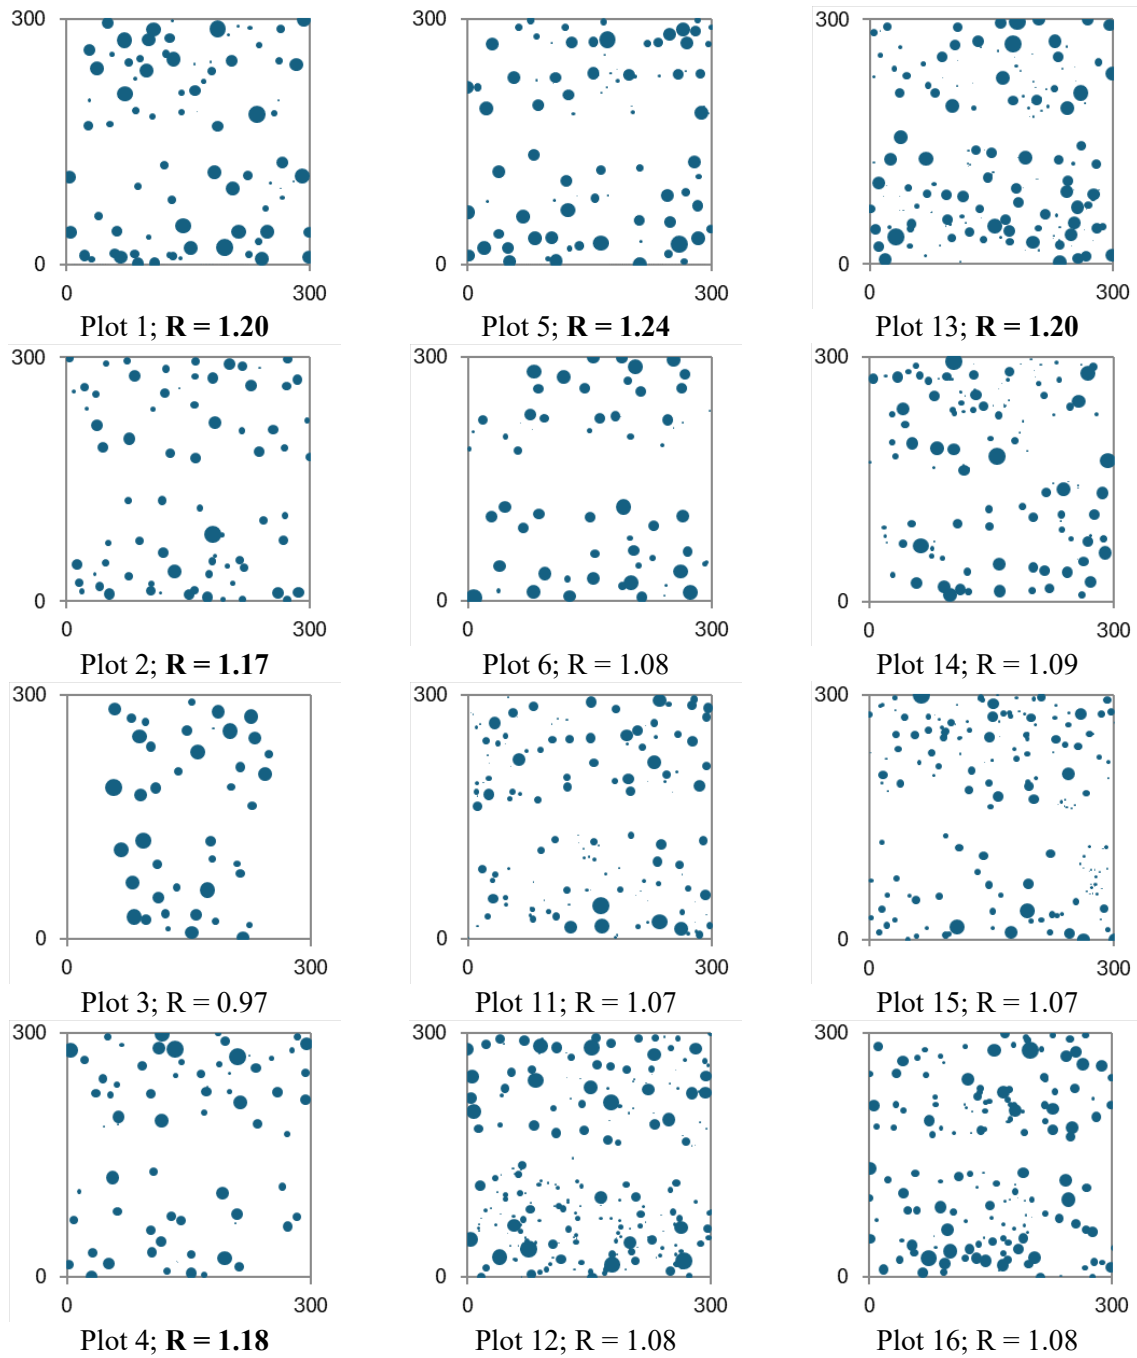 300 300 300
0 0 0
0 300 0 300 0 300
Plot 1; R = 1.20 Plot 5; R = 1.24 Plot 13; R = 1.20
300 300 300
0 0 0
0 300 0 300 0 300
Plot 2; R = 1.17 Plot 6; R = 1.08 Plot 14; R = 1.09
300 300 300
0 0 0
0 300 0 300 0 300
Plot 3; R = 0.97 Plot 11; R = 1.07 Plot 15; R = 1.07
300 300 300
0 0 0
0 300 0 300 0 300
Plot 4; R = 1.18 Plot 12; R = 1.08 Plot 16; R = 1.08